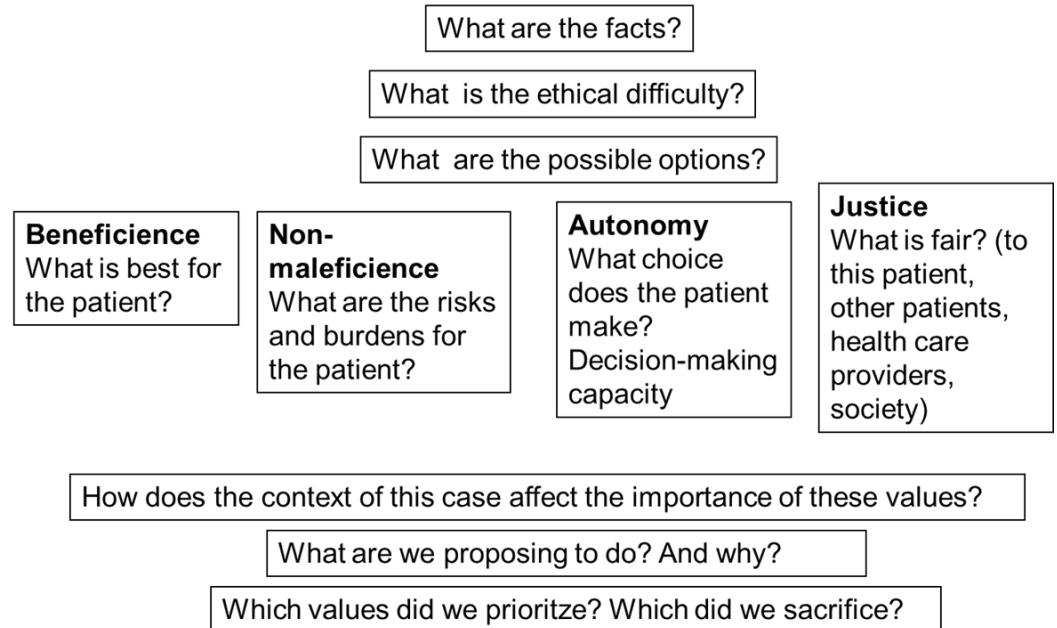 What are the facts?
What is the ethical difficulty?
What are the possible options?
Beneficience
What is best for
the patient?
Non-
maleficience
What are the risks
and burdens for
the patient?
Autonomy
What choice
does the patient
make?
Decision-making
capacity
Justice
What is fair? (to
this patient,
other patients,
health care
providers,
society)
How does the context of this case affect the importance of these values?
What are we proposing to do? And why?
Which values did we prioritze? Which did we sacrifice?